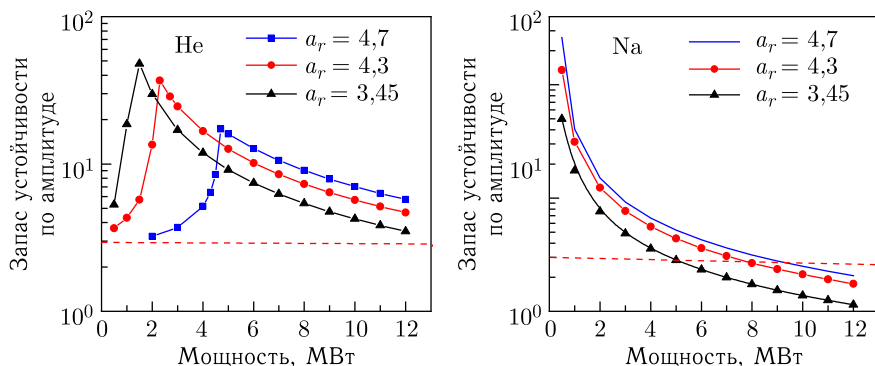 Запас устойчивости
по амплитуде
10²
10¹
10⁰
He
a_r = 4,7
a_r = 4,3
a_r = 3,45
0 2 4 6 8 10 12
Мощность, МВт
Запас устойчивости
по амплитуде
10²
10¹
10⁰
Na
a_r = 4,7
a_r = 4,3
a_r = 3,45
0 2 4 6 8 10 12
Мощность, МВт